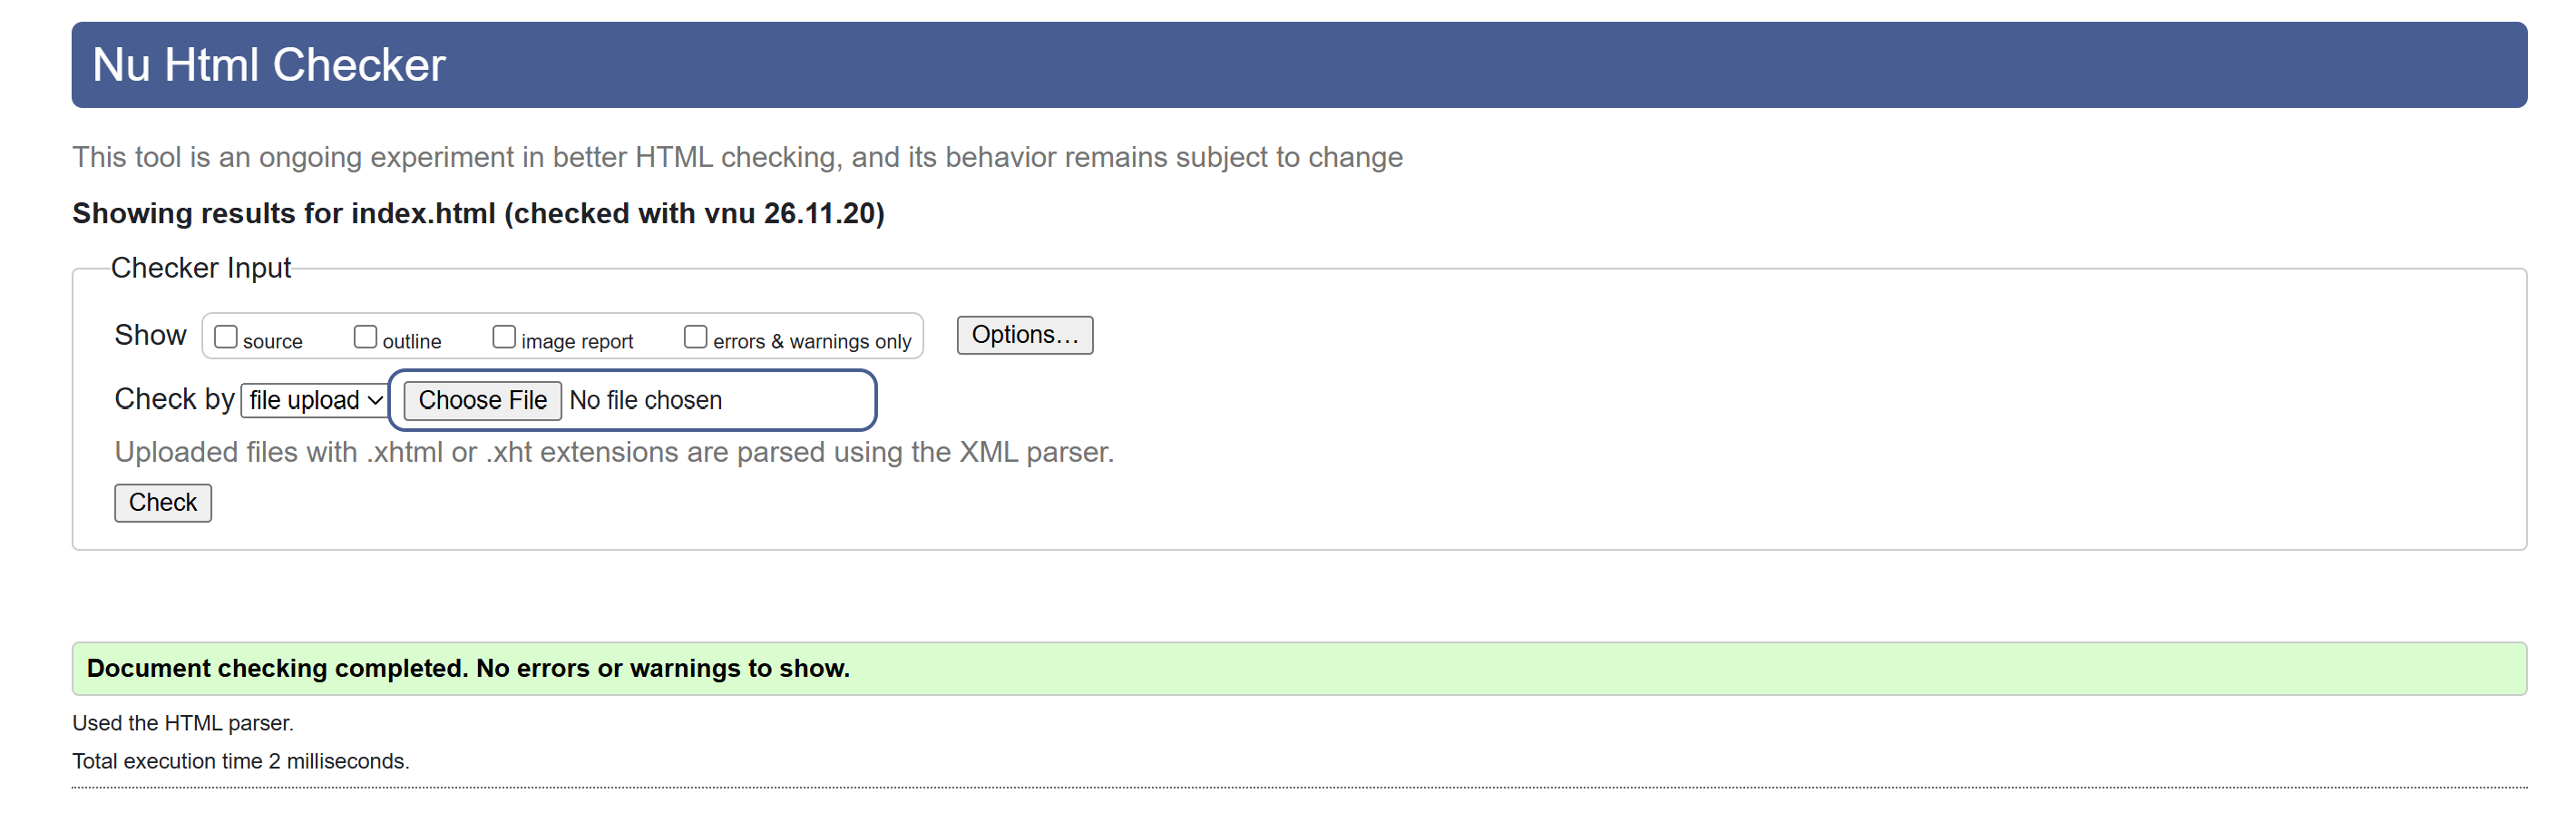 Nu Html Checker
This tool is an ongoing experiment in better HTML checking, and its behavior remains subject to change
Showing results for index.html (checked with vnu 26.11.20)
Checker Input
Show source outline image report errors & warnings only Options…
Check by file upload Choose File No file chosen
Uploaded files with .xhtml or .xht extensions are parsed using the XML parser.
Check
Document checking completed. No errors or warnings to show.
Used the HTML parser.
Total execution time 2 milliseconds.